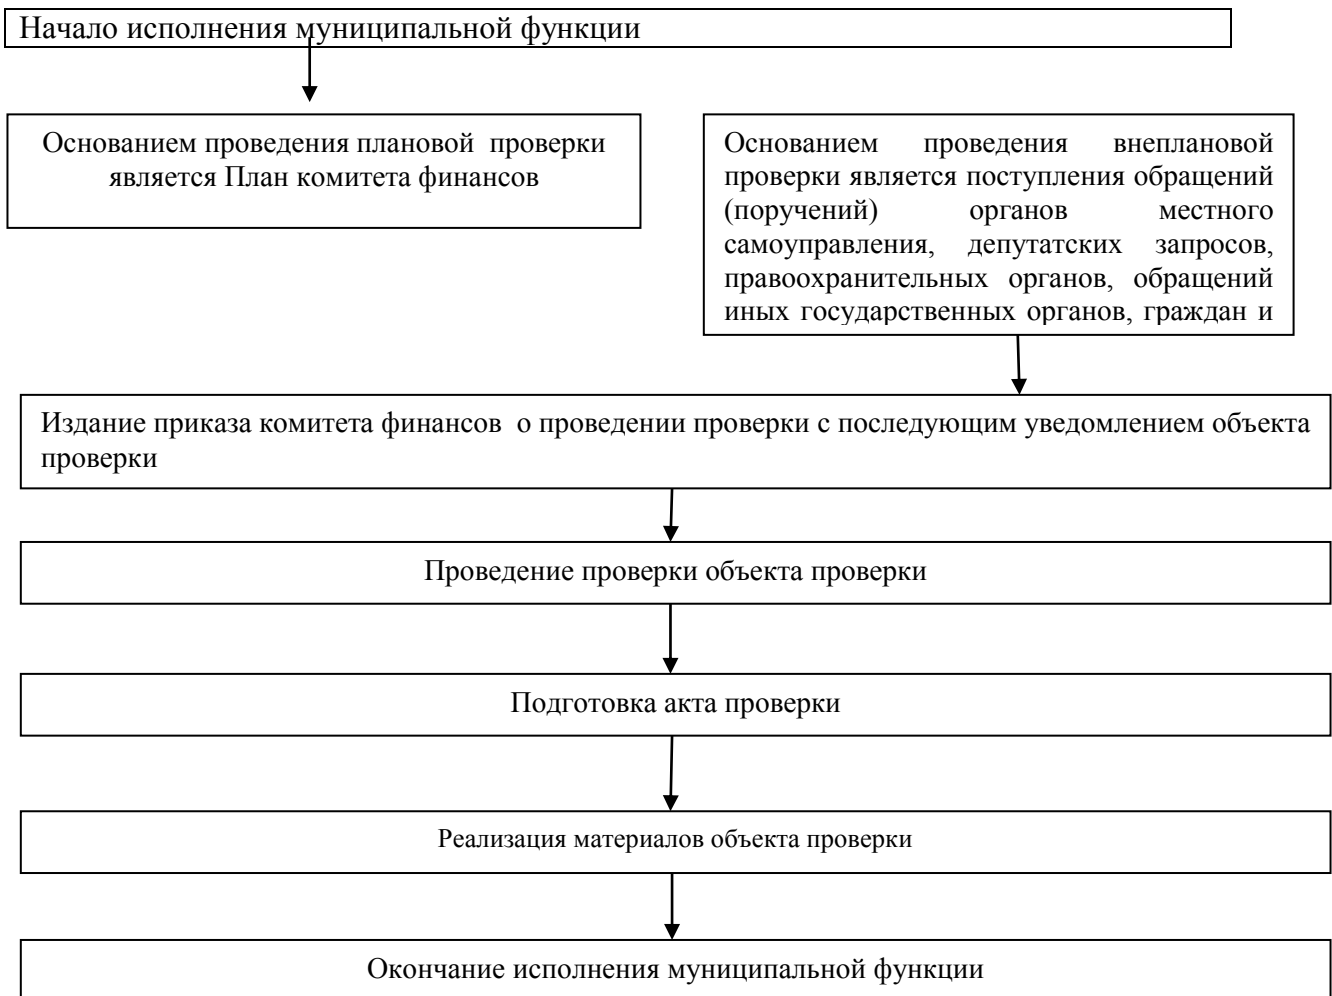 Начало исполнения муниципальной функции
Основанием проведения плановой проверки
является План комитета финансов
Основанием проведения внеплановой
проверки является поступления обращений
(поручений) органов местного
самоуправления, депутатских запросов,
правоохранительных органов, обращений
иных государственных органов, граждан и
Издание приказа комитета финансов о проведении проверки с последующим уведомлением объекта
проверки
Проведение проверки объекта проверки
Подготовка акта проверки
Реализация материалов объекта проверки
Окончание исполнения муниципальной функции